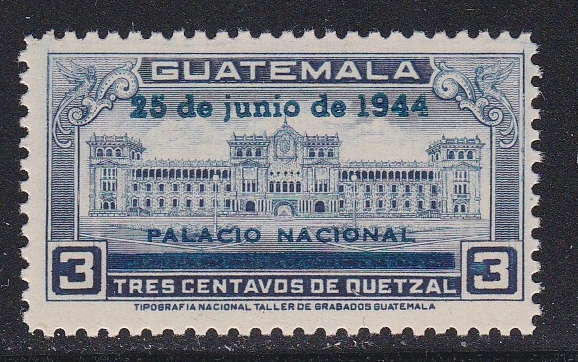 GUATEMALA
25 de junio de 1944
PALACIO NACIONAL
3 3
TRES CENTAVOS DE QUETZAL
TIPOGRAFIA NACIONAL TALLER DE GRABADOS GUATEMALA